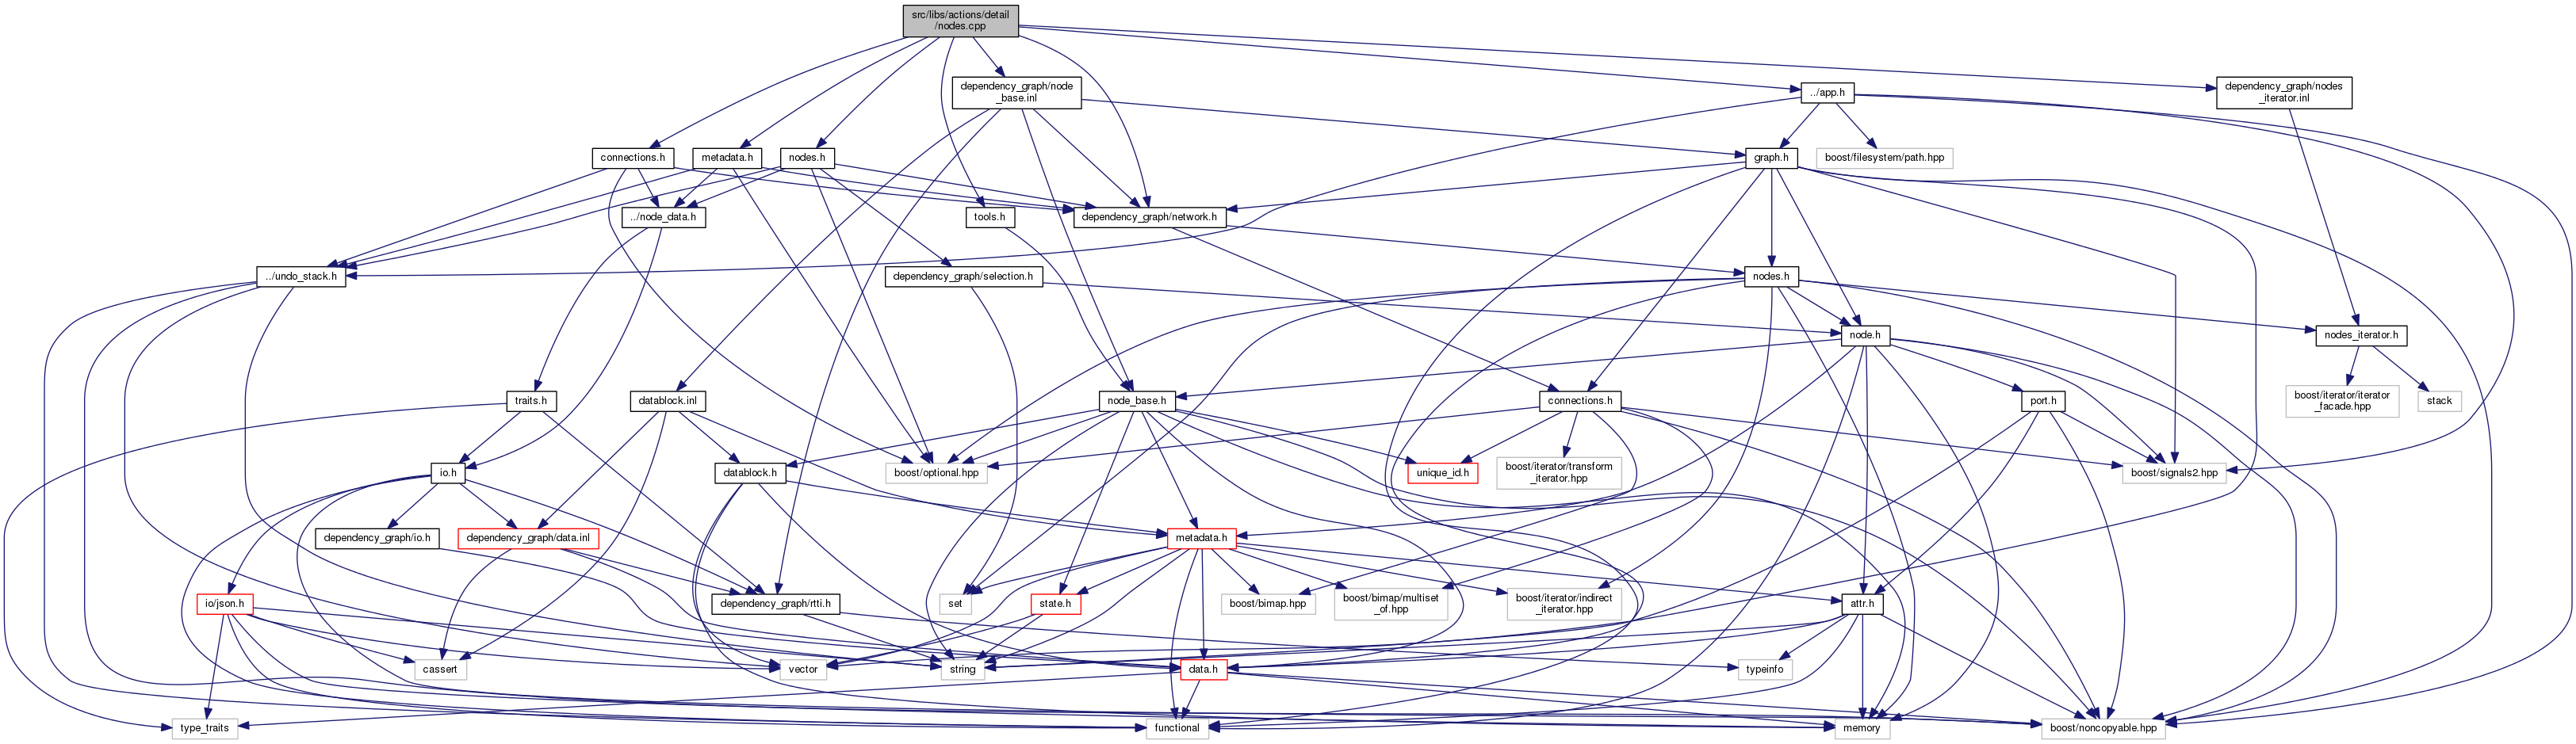 src/libs/actions/detail
/nodes.cpp
dependency_graph/node
_base.inl
../app.h
dependency_graph/nodes
_iterator.inl
connections.h
metadata.h
nodes.h
graph.h
boost/filesystem/path.hpp
../node_data.h
tools.h
dependency_graph/network.h
../undo_stack.h
dependency_graph/selection.h
nodes.h
node.h
nodes_iterator.h
traits.h
datablock.inl
node_base.h
connections.h
port.h
boost/iterator/iterator
_facade.hpp
stack
io.h
datablock.h
boost/optional.hpp
unique_id.h
boost/iterator/transform
_iterator.hpp
boost/signals2.hpp
dependency_graph/io.h
dependency_graph/data.inl
metadata.h
io/json.h
dependency_graph/rtti.h
set
state.h
boost/bimap.hpp
boost/bimap/multiset
_of.hpp
boost/iterator/indirect
_iterator.hpp
attr.h
cassert
vector
string
data.h
typeinfo
type_traits
functional
memory
boost/noncopyable.hpp